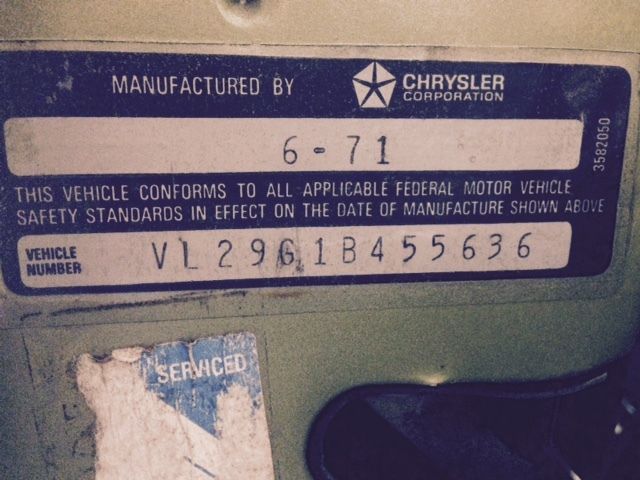 MANUFACTURED BY CHRYSLER CORPORATION
6-71
3582050
THIS VEHICLE CONFORMS TO ALL APPLICABLE FEDERAL MOTOR VEHICLE
SAFETY STANDARDS IN EFFECT ON THE DATE OF MANUFACTURE SHOWN ABOVE
VEHICLE NUMBER VL29G1B455636
SERVICED